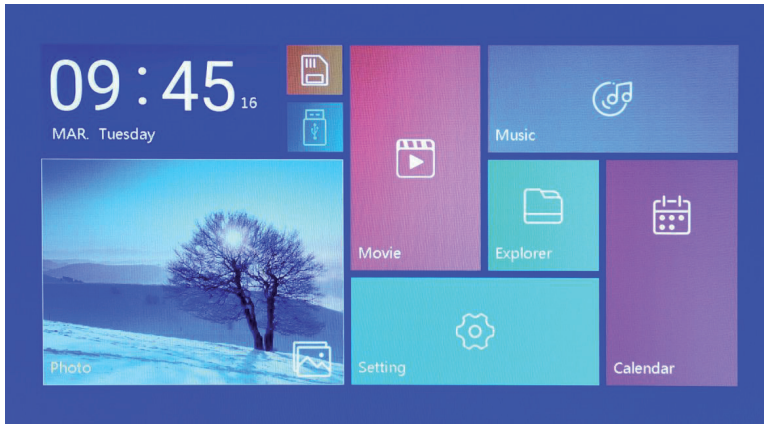 09:45 16
MAR. Tuesday
Photo
Movie
Music
Explorer
Setting
Calendar